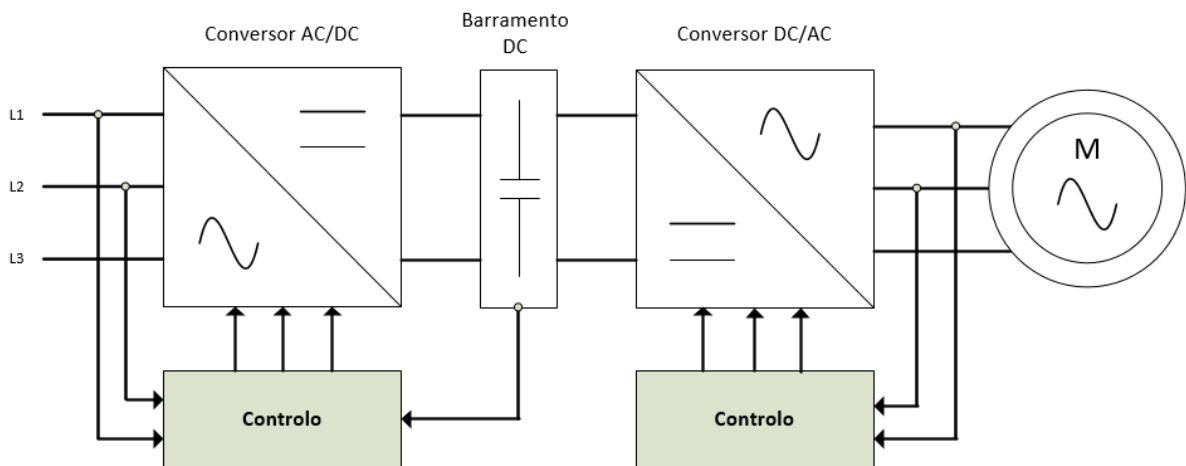 Conversor AC/DC
Barramento
DC
Conversor DC/AC
L1
L2
L3
M
Controlo
Controlo